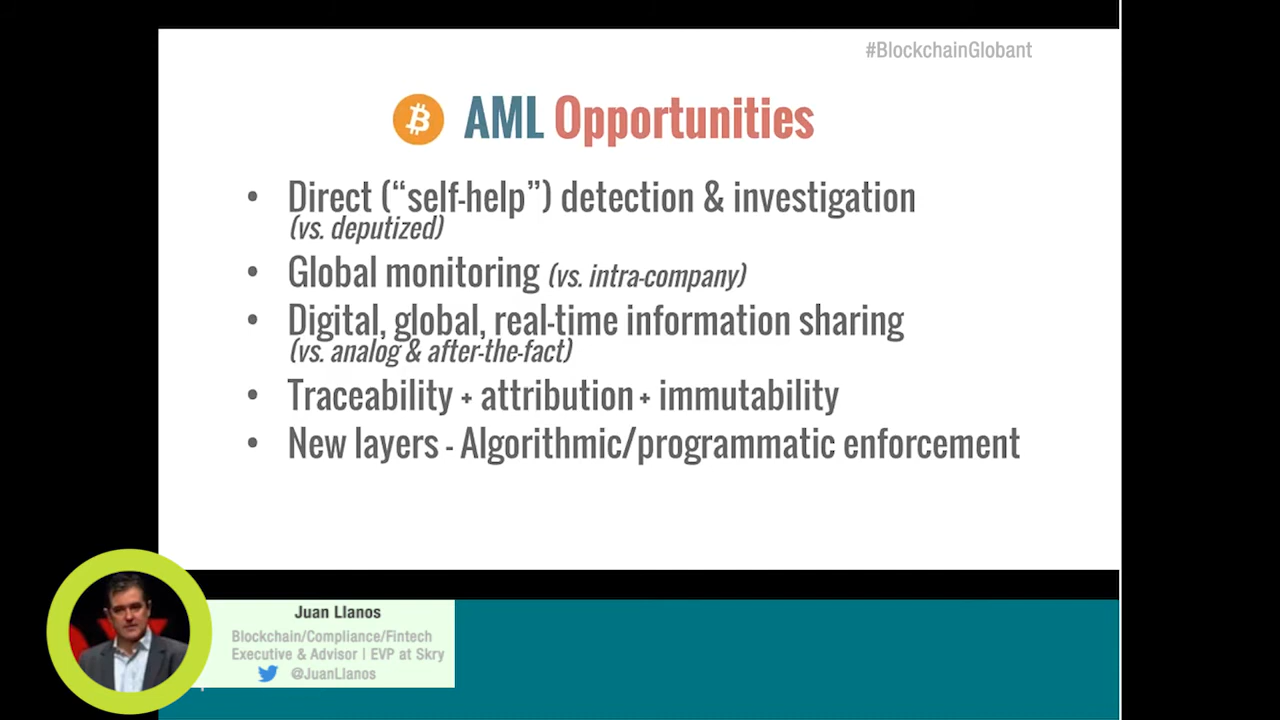 #BlockchainGlobant
AML Opportunities
• Direct (“self-help”) detection & investigation
(vs. deputized)
• Global monitoring (vs. intra-company)
• Digital, global, real-time information sharing
(vs. analog & after-the-fact)
• Traceability + attribution + immutability
• New layers - Algorithmic/programmatic enforcement
Juan Llanos
Blockchain/Compliance/Fintech
Executive & Advisor | EVP at Skry
@JuanLlanos